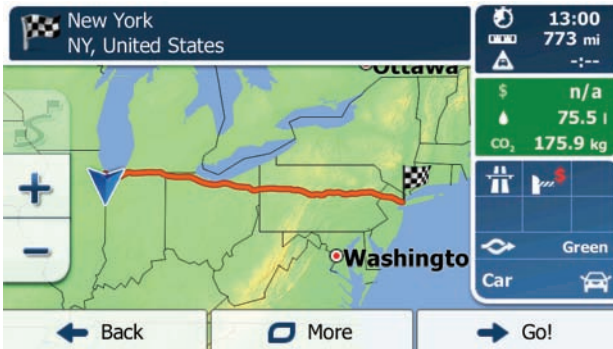 New York
NY, United States
13:00
773 mi
-:--
$ n/a
75.5 l
CO₂ 175.9 kg
$
Green
Car
Ottawa
Washingto
+
−
Back
More
Go!